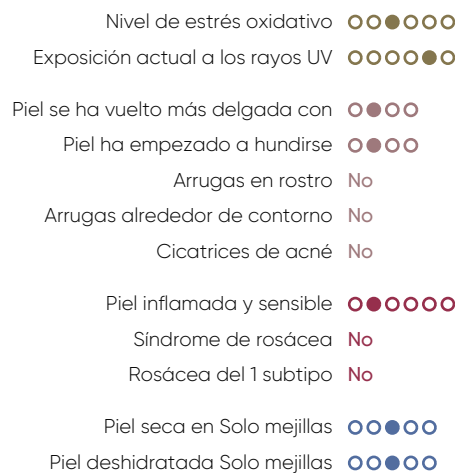 Nivel de estrés oxidativo
Exposición actual a los rayos UV
Piel se ha vuelto más delgada con
Piel ha empezado a hundirse
Arrugas en rostro No
Arrugas alrededor de contorno No
Cicatrices de acné No
Piel inflamada y sensible
Síndrome de rosácea No
Rosácea del 1 subtipo No
Piel seca en Solo mejillas
Piel deshidratada Solo mejillas